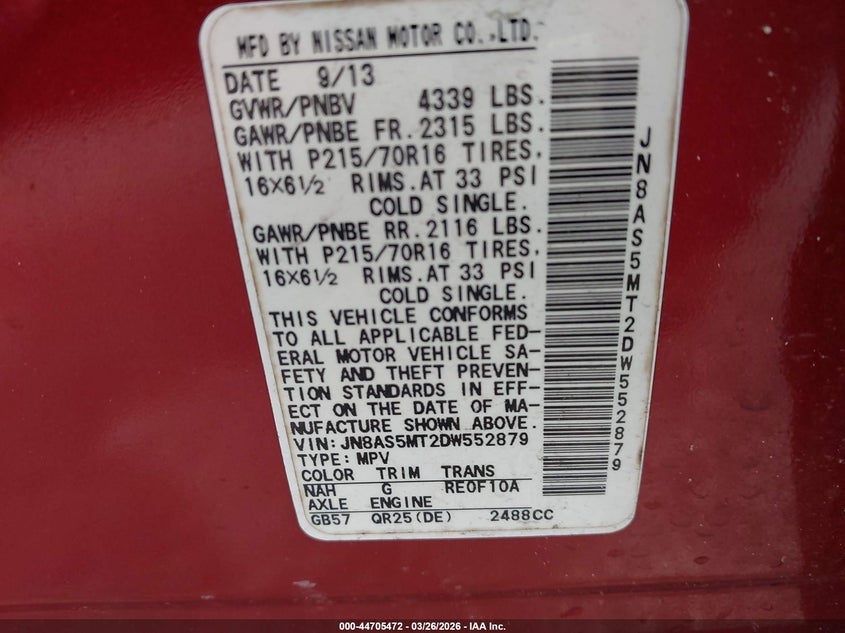 MFD BY NISSAN MOTOR CO.,LTD.
DATE 9/13
GVWR/PNBV 4339 LBS.
GAWR/PNBE FR.2315 LBS.
WITH P215/70R16 TIRES,
16X6½ RIMS.AT 33 PSI
COLD SINGLE.
GAWR/PNBE RR.2116 LBS.
WITH P215/70R16 TIRES,
16X6½ RIMS.AT 33 PSI
COLD SINGLE.
THIS VEHICLE CONFORMS
TO ALL APPLICABLE FED-
ERAL MOTOR VEHICLE SA-
FETY AND THEFT PREVEN-
TION STANDARDS IN EFF-
ECT ON THE DATE OF MA-
NUFACTURE SHOWN ABOVE.
VIN:JN8AS5MT2DW552879
TYPE:MPV
COLOR TRIM TRANS
NAH G RE0F10A
AXLE ENGINE
GB57 QR25(DE) 2488CC
JN8AS5MT2DW552879
000-44705472 — 03/26/2026 — IAA Inc.